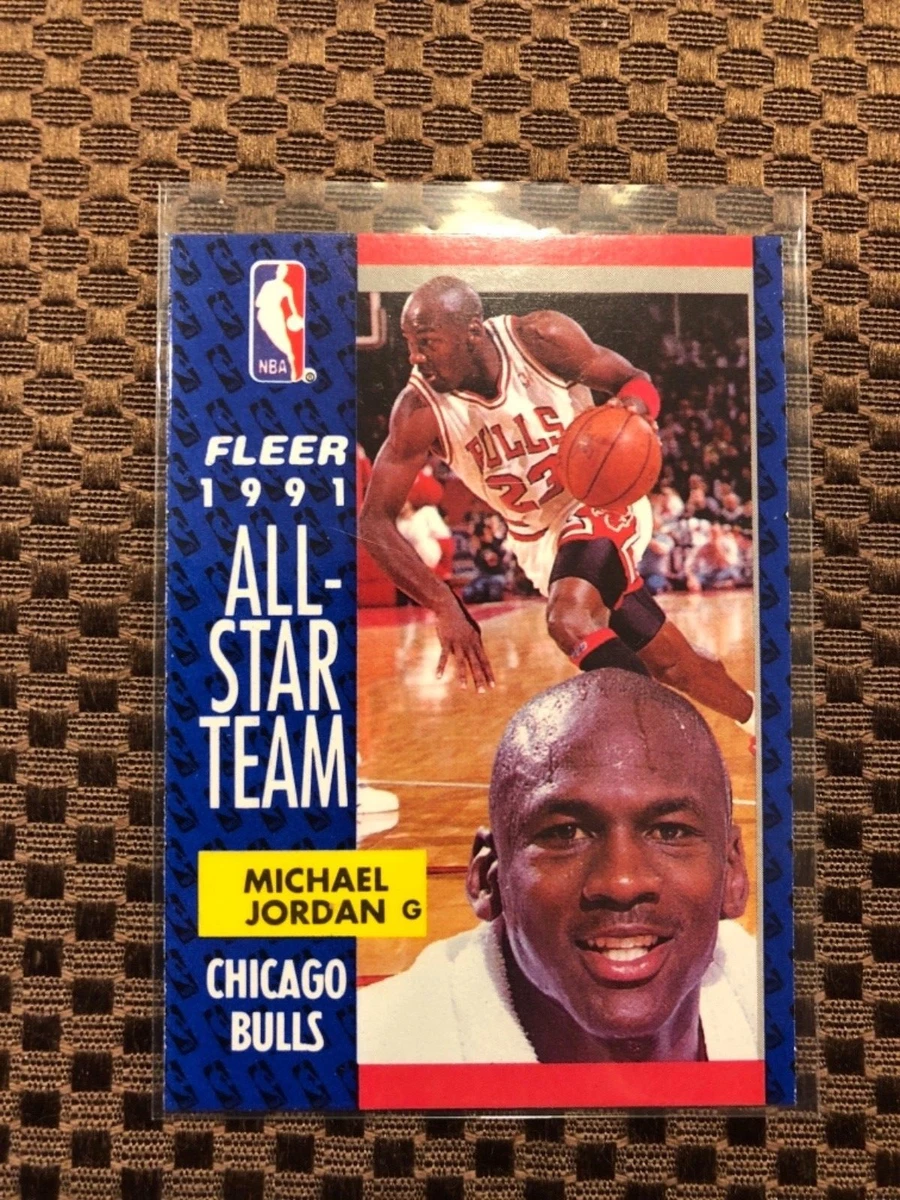 NBA
FLEER
1991
ALL-
STAR
TEAM
MICHAEL
JORDAN G
CHICAGO
BULLS
BULLS
23